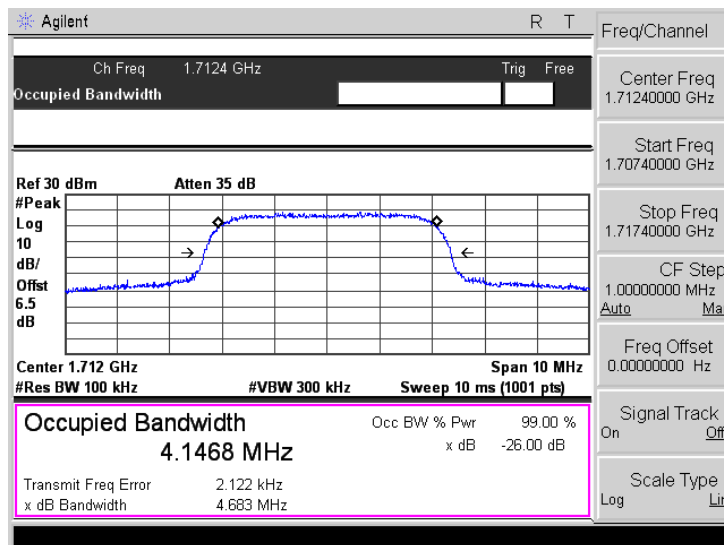 Agilent R T
Ch Freq 1.7124 GHz Trig Free
Occupied Bandwidth
Ref 30 dBm Atten 35 dB
#Peak
Log
10
dB/
Offst
6.5
dB
Center 1.712 GHz Span 10 MHz
#Res BW 100 kHz #VBW 300 kHz Sweep 10 ms (1001 pts)
Occupied Bandwidth Occ BW % Pwr 99.00 %
4.1468 MHz x dB -26.00 dB
Transmit Freq Error 2.122 kHz
x dB Bandwidth 4.683 MHz
Freq/Channel
Center Freq
1.71240000 GHz
Start Freq
1.70740000 GHz
Stop Freq
1.71740000 GHz
CF Step
1.00000000 MHz
Auto Ma
Freq Offset
0.00000000 Hz
Signal Track
On Off
Scale Type
Log Lin